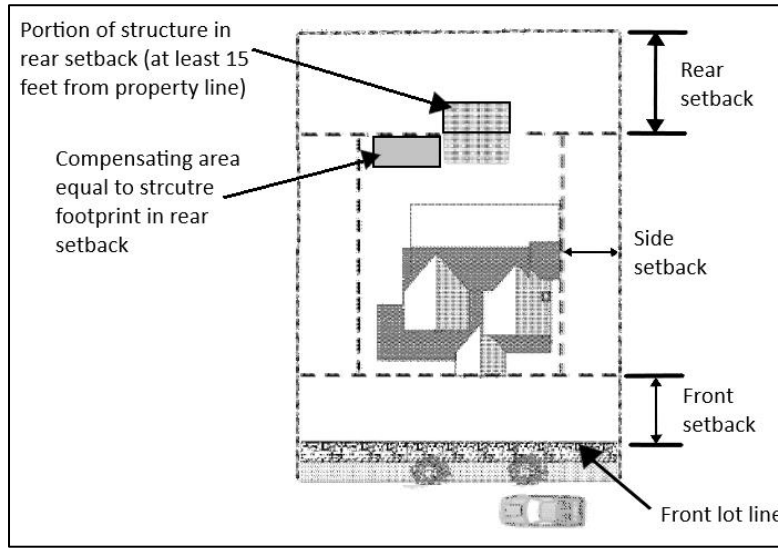 Portion of structure in
rear setback (at least 15
feet from property line)
Rear
setback
Compensating area
equal to strcutre
footprint in rear
setback
Side
setback
Front
setback
Front lot line